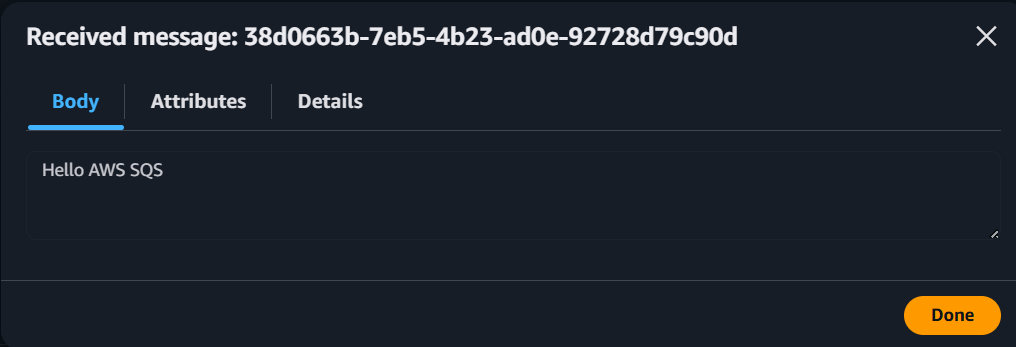 Received message: 38d0663b-7eb5-4b23-ad0e-92728d79c90d
Body
Attributes
Details
Hello AWS SQS
Done